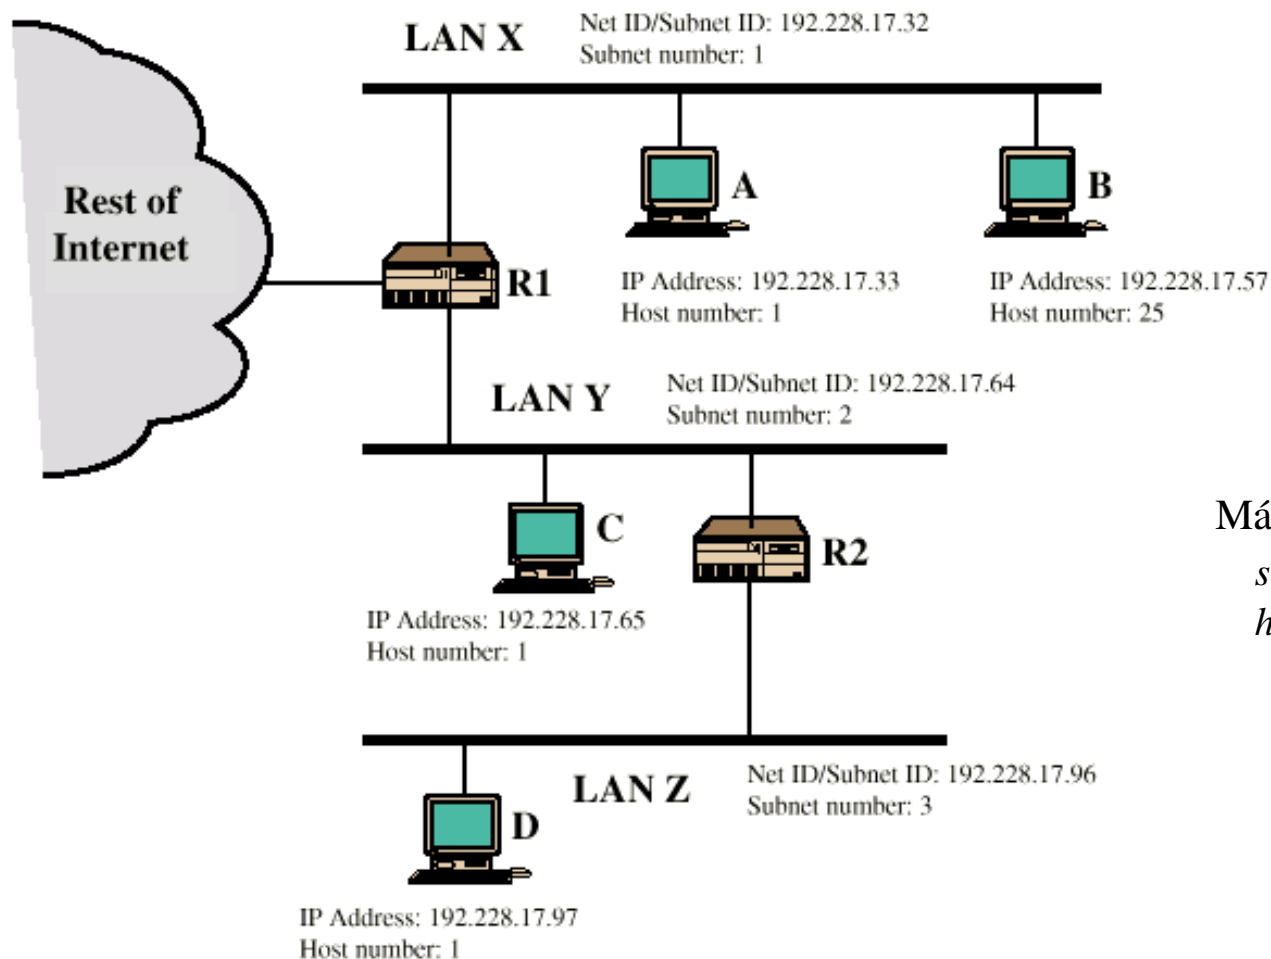 LAN X
Net ID/Subnet ID: 192.228.17.32
Subnet number: 1
Rest of
Internet
A
B
R1
IP Address: 192.228.17.33
Host number: 1
IP Address: 192.228.17.57
Host number: 25
LAN Y
Net ID/Subnet ID: 192.228.17.64
Subnet number: 2
C
R2
IP Address: 192.228.17.65
Host number: 1
LAN Z
Net ID/Subnet ID: 192.228.17.96
Subnet number: 3
D
IP Address: 192.228.17.97
Host number: 1